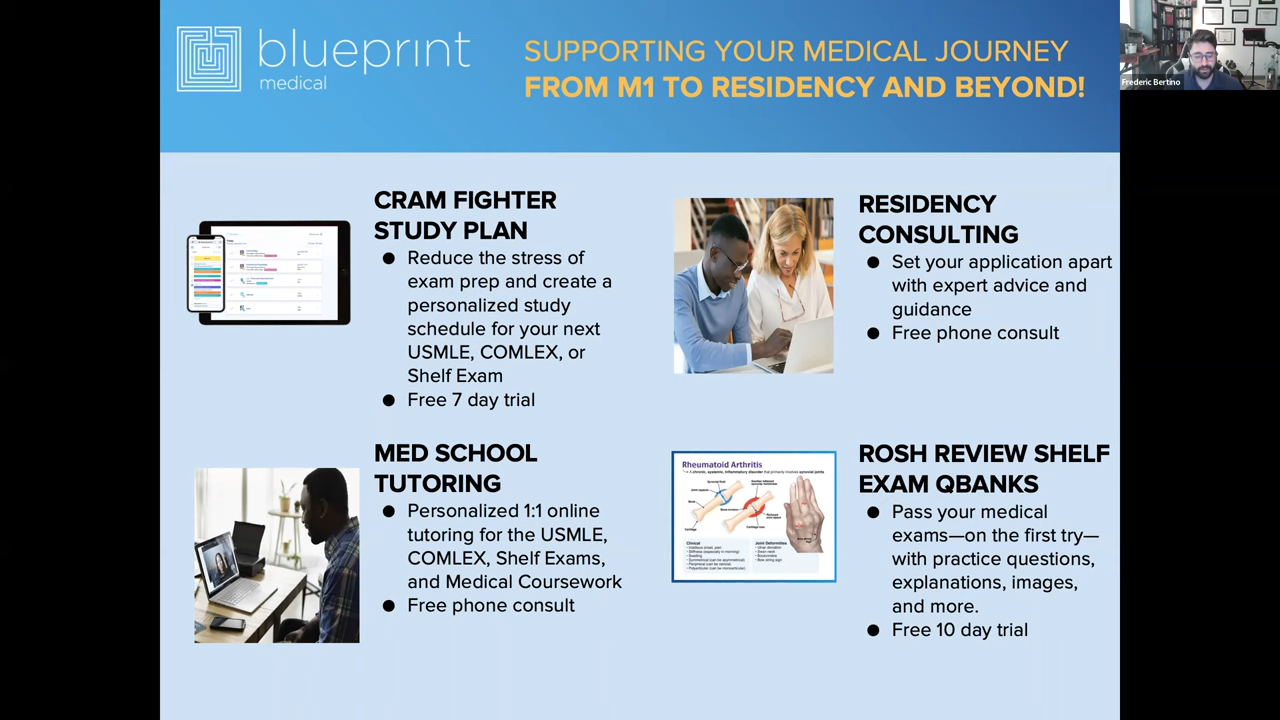 blueprint
medical
SUPPORTING YOUR MEDICAL JOURNEY
FROM M1 TO RESIDENCY AND BEYOND!
Frederic Bertino
CRAM FIGHTER
STUDY PLAN
● Reduce the stress of
exam prep and create a
personalized study
schedule for your next
USMLE, COMLEX, or
Shelf Exam
● Free 7 day trial
RESIDENCY
CONSULTING
● Set your application apart
with expert advice and
guidance
● Free phone consult
MED SCHOOL
TUTORING
● Personalized 1:1 online
tutoring for the USMLE,
COMLEX, Shelf Exams,
and Medical Coursework
● Free phone consult
Rheumatoid Arthritis
ROSH REVIEW SHELF
EXAM QBANKS
● Pass your medical
exams—on the first try—
with practice questions,
explanations, images,
and more.
● Free 10 day trial